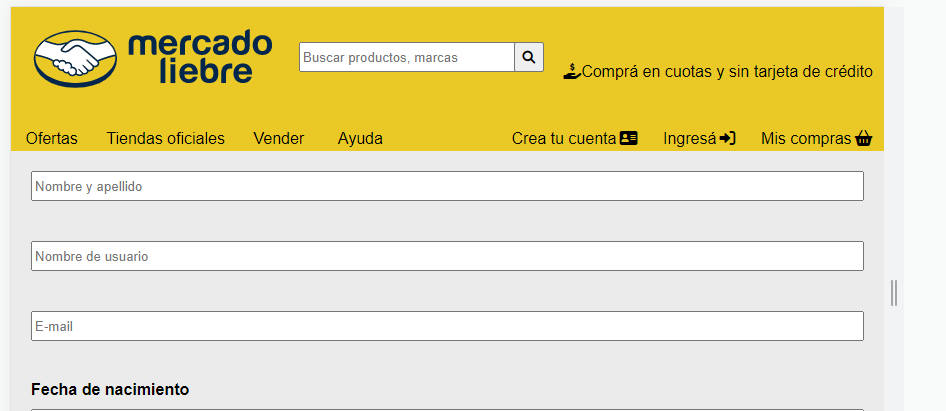 mercado
liebre
Buscar productos, marcas
Comprá en cuotas y sin tarjeta de crédito
Ofertas Tiendas oficiales Vender Ayuda Crea tu cuenta Ingresá Mis compras
Nombre y apellido
Nombre de usuario
E-mail
Fecha de nacimiento